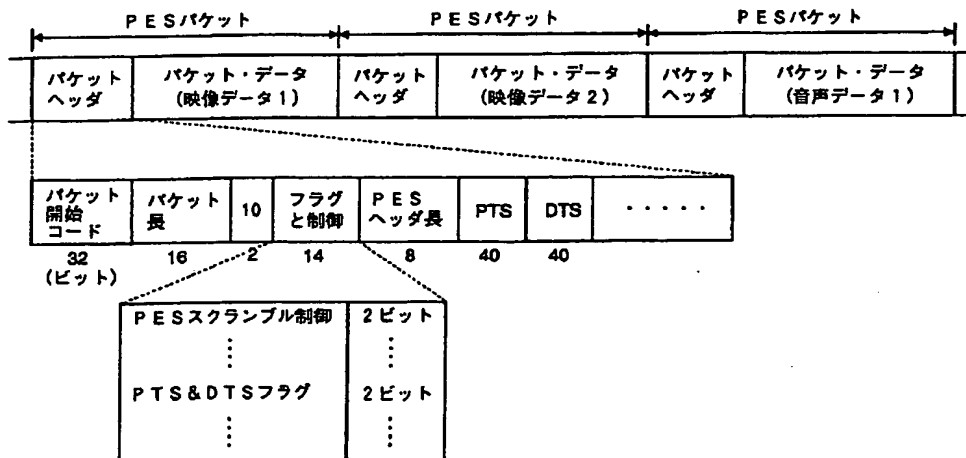 PESパケット PESパケット PESパケット
パケット
ヘッダ
パケット・データ
(映像データ1)
パケット
ヘッダ
パケット・データ
(映像データ2)
パケット
ヘッダ
パケット・データ
(音声データ1)
パケット
開始
コード
パケット
長
10
フラグ
と制御
PES
ヘッダ長
PTS
DTS
・・・・・
32
(ビット)
16
2
14
8
40
40
PESスクランブル制御 2ビット
PTS&DTSフラグ 2ビット